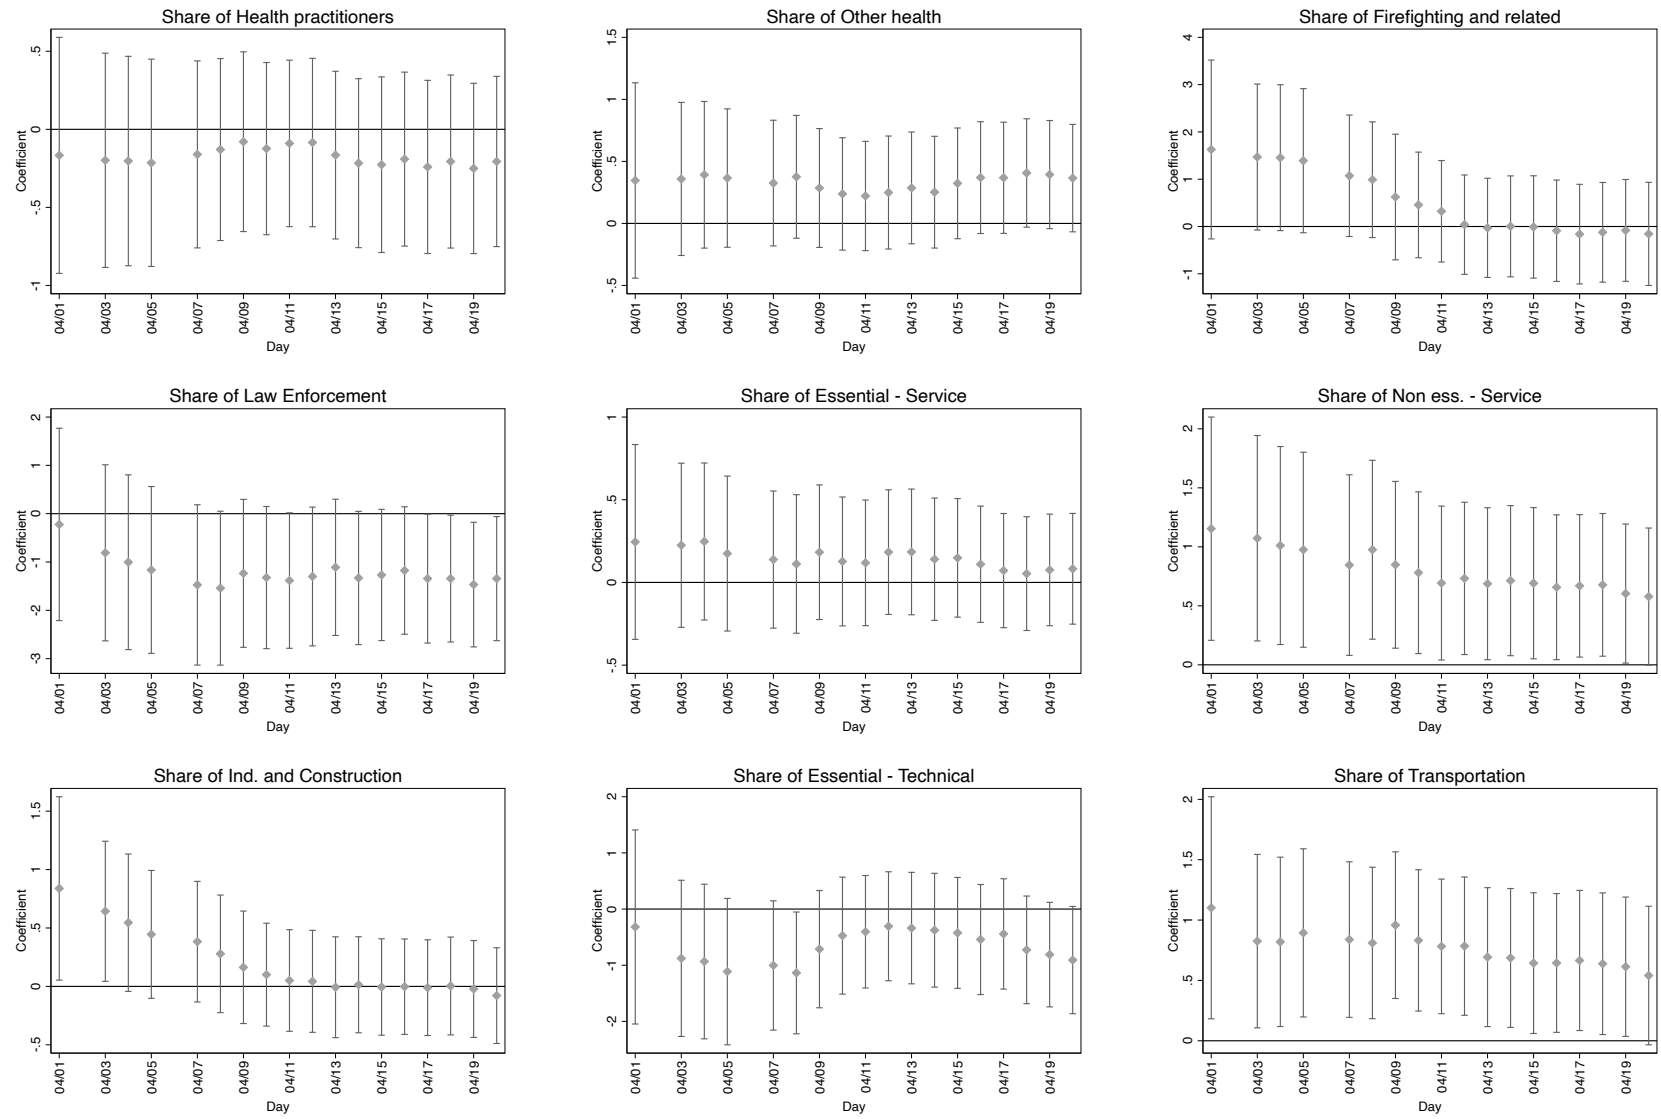 Share of Health practitioners
Coefficient
.5
0
-.5
-1
04/01 04/03 04/05 04/07 04/09 04/11 04/13 04/15 04/17 04/19
Day
Share of Other health
Coefficient
1.5
1
.5
0
-.5
04/01 04/03 04/05 04/07 04/09 04/11 04/13 04/15 04/17 04/19
Day
Share of Firefighting and related
Coefficient
4
3
2
1
0
-1
04/01 04/03 04/05 04/07 04/09 04/11 04/13 04/15 04/17 04/19
Day
Share of Law Enforcement
Coefficient
2
1
0
-1
-2
-3
04/01 04/03 04/05 04/07 04/09 04/11 04/13 04/15 04/17 04/19
Day
Share of Essential - Service
Coefficient
1
.5
0
-.5
04/01 04/03 04/05 04/07 04/09 04/11 04/13 04/15 04/17 04/19
Day
Share of Non ess. - Service
Coefficient
2
1.5
1
.5
0
04/01 04/03 04/05 04/07 04/09 04/11 04/13 04/15 04/17 04/19
Day
Share of Ind. and Construction
Coefficient
1.5
1
.5
0
-.5
04/01 04/03 04/05 04/07 04/09 04/11 04/13 04/15 04/17 04/19
Day
Share of Essential - Technical
Coefficient
2
1
0
-1
-2
04/01 04/03 04/05 04/07 04/09 04/11 04/13 04/15 04/17 04/19
Day
Share of Transportation
Coefficient
2
1.5
1
.5
0
04/01 04/03 04/05 04/07 04/09 04/11 04/13 04/15 04/17 04/19
Day